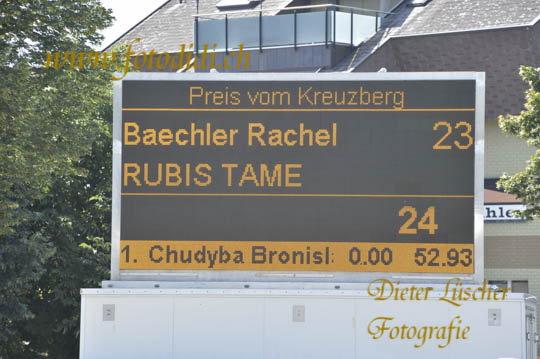 www.fotodidi.ch
Preis vom Kreuzberg
Baechler Rachel 23
RUBIS TAME
24
1. Chudyba Bronisl: 0.00 52.93
Dieter Lüscher
Fotografie